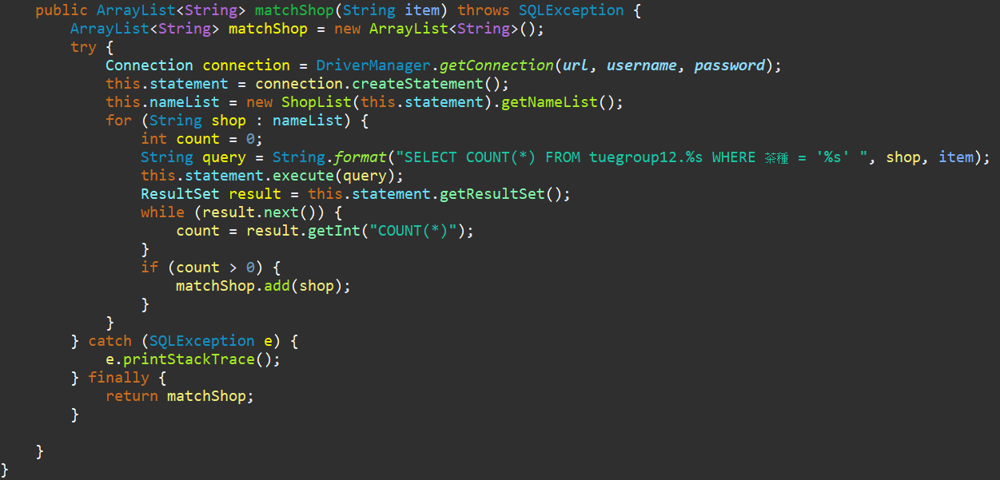 public ArrayList<String> matchShop(String item) throws SQLException {
ArrayList<String> matchShop = new ArrayList<String>();
try {
Connection connection = DriverManager.getConnection(url, username, password);
this.statement = connection.createStatement();
this.nameList = new ShopList(this.statement).getNameList();
for (String shop : nameList) {
int count = 0;
String query = String.format("SELECT COUNT(*) FROM tuegroup12.%s WHERE 茶種 = '%s' ", shop, item);
this.statement.execute(query);
ResultSet result = this.statement.getResultSet();
while (result.next()) {
count = result.getInt("COUNT(*)");
}
if (count > 0) {
matchShop.add(shop);
}
}
} catch (SQLException e) {
e.printStackTrace();
} finally {
return matchShop;
}
}
}